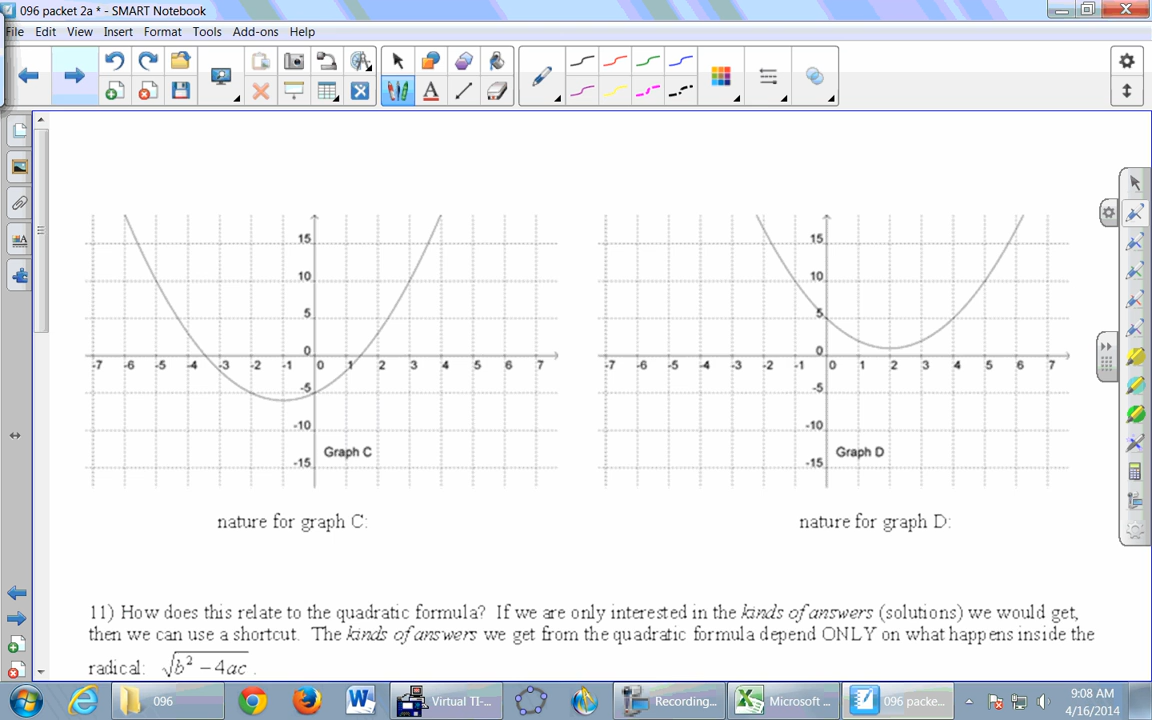 096 packet 2a * - SMART Notebook
File Edit View Insert Format Tools Add-ons Help
15 15
10 10
5
0 0
-7 -6 -5 -4 -3 -2 -1 0 1 2 3 4 5 6 7
-7 -6 -5 -4 -3 -2 -1 0 1 2 3 4 5 6 7
-5 -5
-10 -10
Graph C Graph D
-15 -15
nature for graph C: nature for graph D:
11) How does this relate to the quadratic formula? If we are only interested in the kinds of answers (solutions) we would get,
then we can use a shortcut. The kinds of answers we get from the quadratic formula depend ONLY on what happens inside the
radical: √b² − 4ac .
096 Virtual TI-... Recording... Microsoft ... 096 packe...
9:08 AM
4/16/2014